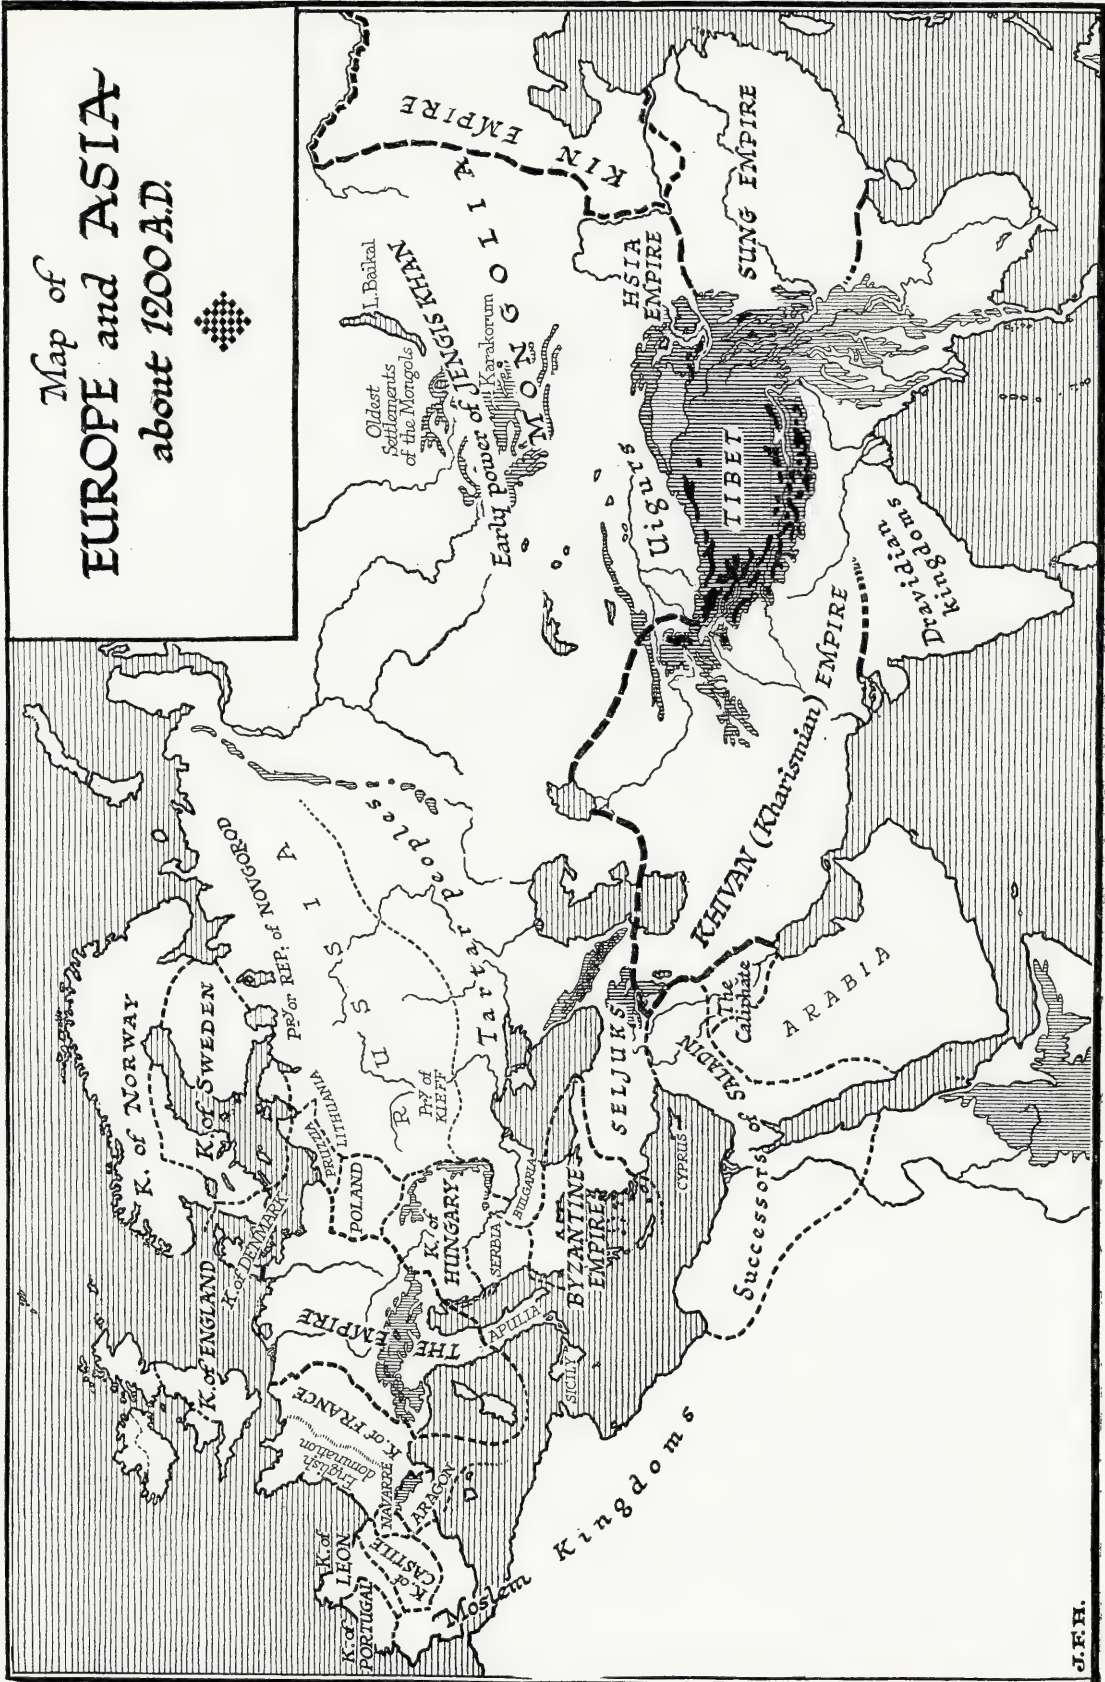 Map of
EUROPE and ASIA
about 1200 A.D.
K. of NORWAY
K. of SWEDEN
K. of ENGLAND
K. of DENMARK
Pr.y or REP: of NOVGOROD
R U S S I A
Tartar peoples
PRUZZIA
LITHUANIA
POLAND
Pr.y of
KIEFF
K. of
HUNGARY
SERBIA
BULGARIA
THE EMPIRE
K. of FRANCE
English
domination
NAVARRE
ARAGON
K. of
LEON
K. of
CASTILE
K. of
PORTUGAL
Moslem Kingdoms
APULIA
SICILY
BYZANTINE
EMPIRE
SELJUKS
CYPRUS
Successors of SALADIN
The
Caliphate
ARABIA
KHIVAN (Kharismian) EMPIRE
Dravidian
kingdoms
TIBET
Uigurs
HSIA
EMPIRE
SUNG EMPIRE
KIN EMPIRE
MONGOLIA
Karakorum
Early power of JENGIS KHAN
Oldest
Settlements
of the Mongols
L. Baikal
J.F.H.